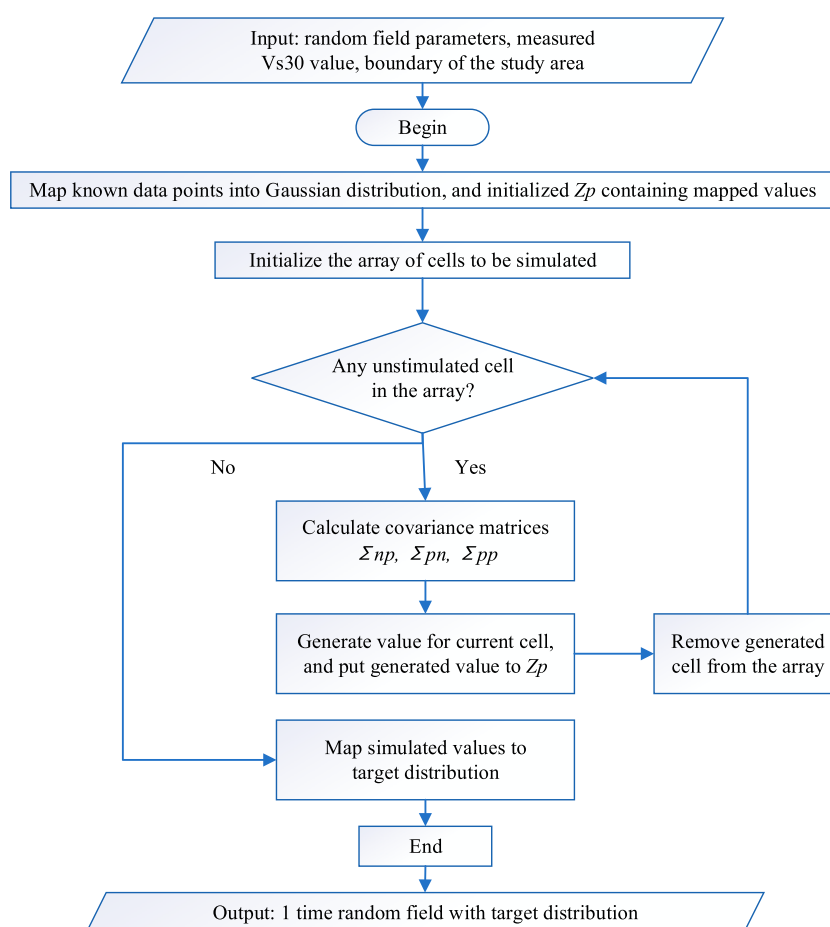 Input: random field parameters, measured
Vs30 value, boundary of the study area
Begin
Map known data points into Gaussian distribution, and initialized Zp containing mapped values
Initialize the array of cells to be simulated
Any unstimulated cell
in the array?
No
Yes
Calculate covariance matrices
Σnp, Σpn, Σpp
Generate value for current cell,
and put generated value to Zp
Remove generated
cell from the array
Map simulated values to
target distribution
End
Output: 1 time random field with target distribution